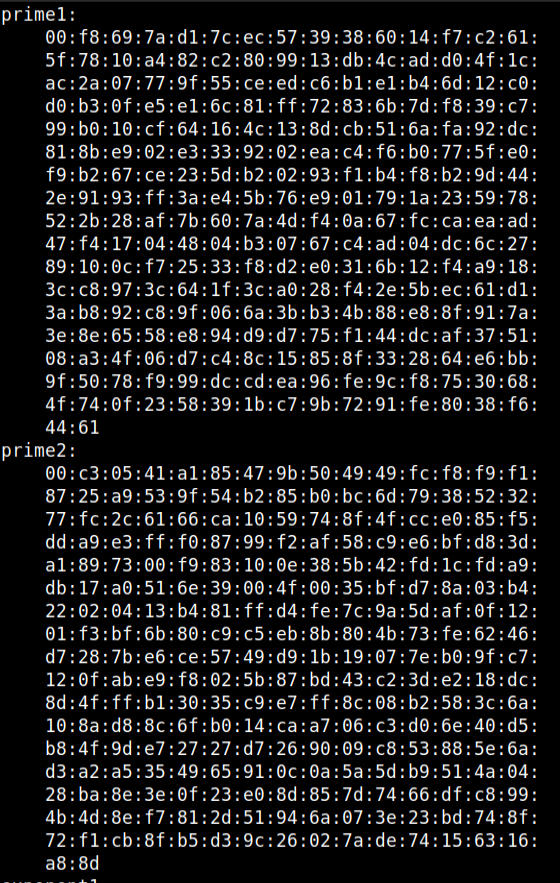 prime1:
00:f8:69:7a:d1:7c:ec:57:39:38:60:14:f7:c2:61:
5f:78:10:a4:82:c2:80:99:13:db:4c:ad:d0:4f:1c:
ac:2a:07:77:9f:55:ce:ed:c6:b1:e1:b4:6d:12:c0:
d0:b3:0f:e5:e1:6c:81:ff:72:83:6b:7d:f8:39:c7:
99:b0:10:cf:64:16:4c:13:8d:cb:51:6a:fa:92:dc:
81:8b:e9:02:e3:33:92:02:ea:c4:f6:b0:77:5f:e0:
f9:b2:67:ce:23:5d:b2:02:93:f1:b4:f8:b2:9d:44:
2e:91:93:ff:3a:e4:5b:76:e9:01:79:1a:23:59:78:
52:2b:28:af:7b:60:7a:4d:f4:0a:67:fc:ca:ea:ad:
47:f4:17:04:48:04:b3:07:67:c4:ad:04:dc:6c:27:
89:10:0c:f7:25:33:f8:d2:e0:31:6b:12:f4:a9:18:
3c:c8:97:3c:64:1f:3c:a0:28:f4:2e:5b:ec:61:d1:
3a:b8:92:c8:9f:06:6a:3b:b3:4b:88:e8:8f:91:7a:
3e:8e:65:58:e8:94:d9:d7:75:f1:44:dc:af:37:51:
08:a3:4f:06:d7:c4:8c:15:85:8f:33:28:64:e6:bb:
9f:50:78:f9:99:dc:cd:ea:96:fe:9c:f8:75:30:68:
4f:74:0f:23:58:39:1b:c7:9b:72:91:fe:80:38:f6:
44:61
prime2:
00:c3:05:41:a1:85:47:9b:50:49:49:fc:f8:f9:f1:
87:25:a9:53:9f:54:b2:85:b0:bc:6d:79:38:52:32:
77:fc:2c:61:66:ca:10:59:74:8f:4f:cc:e0:85:f5:
dd:a9:e3:ff:f0:87:99:f2:af:58:c9:e6:bf:d8:3d:
a1:89:73:00:f9:83:10:0e:38:5b:42:fd:1c:fd:a9:
db:17:a0:51:6e:39:00:4f:00:35:bf:d7:8a:03:b4:
22:02:04:13:b4:81:ff:d4:fe:7c:9a:5d:af:0f:12:
01:f3:bf:6b:80:c9:c5:eb:8b:80:4b:73:fe:62:46:
d7:28:7b:e6:ce:57:49:d9:1b:19:07:7e:b0:9f:c7:
12:0f:ab:e9:f8:02:5b:87:bd:43:c2:3d:e2:18:dc:
8d:4f:ff:b1:30:35:c9:e7:ff:8c:08:b2:58:3c:6a:
10:8a:d8:8c:6f:b0:14:ca:a7:06:c3:d0:6e:40:d5:
b8:4f:9d:e7:27:27:d7:26:90:09:c8:53:88:5e:6a:
d3:a2:a5:35:49:65:91:0c:0a:5a:5d:b9:51:4a:04:
28:ba:8e:3e:0f:23:e0:8d:85:7d:74:66:df:c8:99:
4b:4d:8e:f7:81:2d:51:94:6a:07:3e:23:bd:74:8f:
72:f1:cb:8f:b5:d3:9c:26:02:7a:de:74:15:63:16:
a8:8d